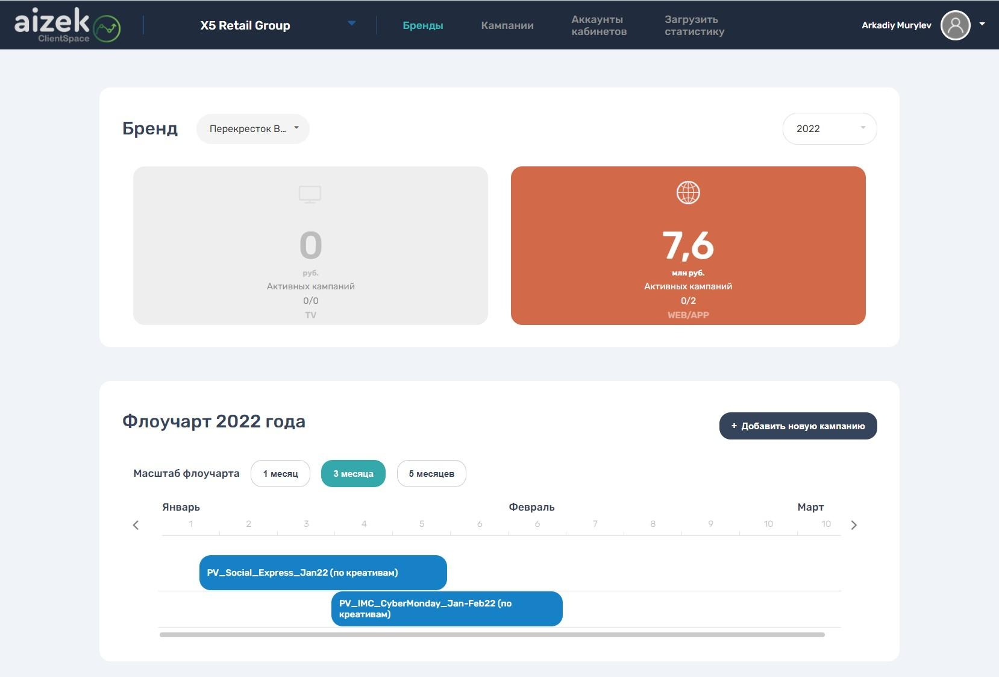 aizek
ClientSpace
X5 Retail Group
Бренды
Кампании
Аккаунты
кабинетов
Загрузить
статистику
Arkadiy Murylev
Бренд
Перекресток В...
2022
0
руб.
Активных кампаний
0/0
TV
7,6
млн руб.
Активных кампаний
0/2
WEB/APP
Флоучарт 2022 года
+ Добавить новую кампанию
Масштаб флоучарта
1 месяц
3 месяца
5 месяцев
Январь Февраль Март
1 2 3 4 5 6 6 7 8 9 10 10
PV_Social_Express_Jan22 (по креативам)
PV_IMC_CyberMonday_Jan-Feb22 (по
креативам)